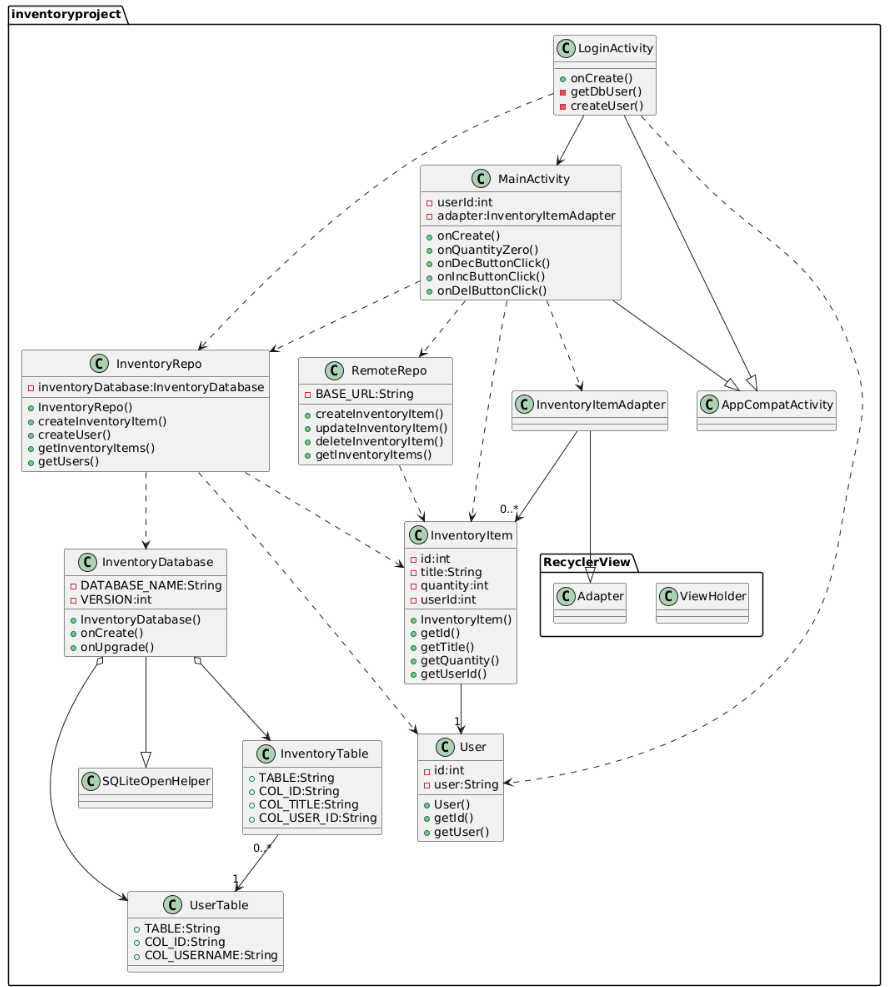 inventoryproject
C LoginActivity
onCreate()
getDbUser()
createUser()
C MainActivity
userId:int
adapter:InventoryItemAdapter
onCreate()
onQuantityZero()
onDecButtonClick()
onIncButtonClick()
onDelButtonClick()
C InventoryRepo
inventoryDatabase:InventoryDatabase
InventoryRepo()
createInventoryItem()
createUser()
getInventoryItems()
getUsers()
C RemoteRepo
BASE_URL:String
createInventoryItem()
updateInventoryItem()
deleteInventoryItem()
getInventoryItems()
C InventoryItemAdapter
C AppCompatActivity
0..*
C InventoryItem
id:int
title:String
quantity:int
userId:int
InventoryItem()
getId()
getTitle()
getQuantity()
getUserId()
RecyclerView
C Adapter
C ViewHolder
C InventoryDatabase
DATABASE_NAME:String
VERSION:int
InventoryDatabase()
onCreate()
onUpgrade()
1
C SQLiteOpenHelper
C InventoryTable
TABLE:String
COL_ID:String
COL_TITLE:String
COL_USER_ID:String
C User
id:int
user:String
User()
getId()
getUser()
0..*
1
C UserTable
TABLE:String
COL_ID:String
COL_USERNAME:String